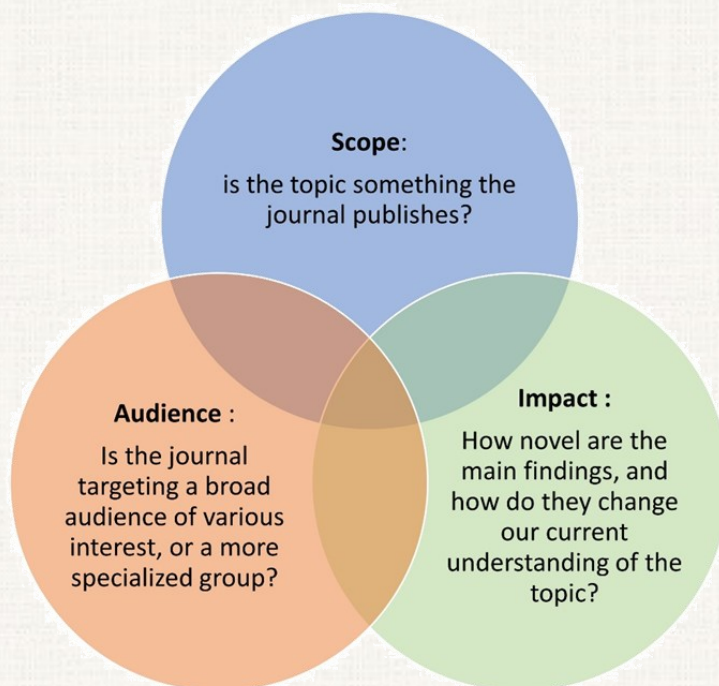 Scope:
is the topic something the
journal publishes?
Audience :
Is the journal
targeting a broad
audience of various
interest, or a more
specialized group?
Impact :
How novel are the
main findings, and
how do they change
our current
understanding of the
topic?